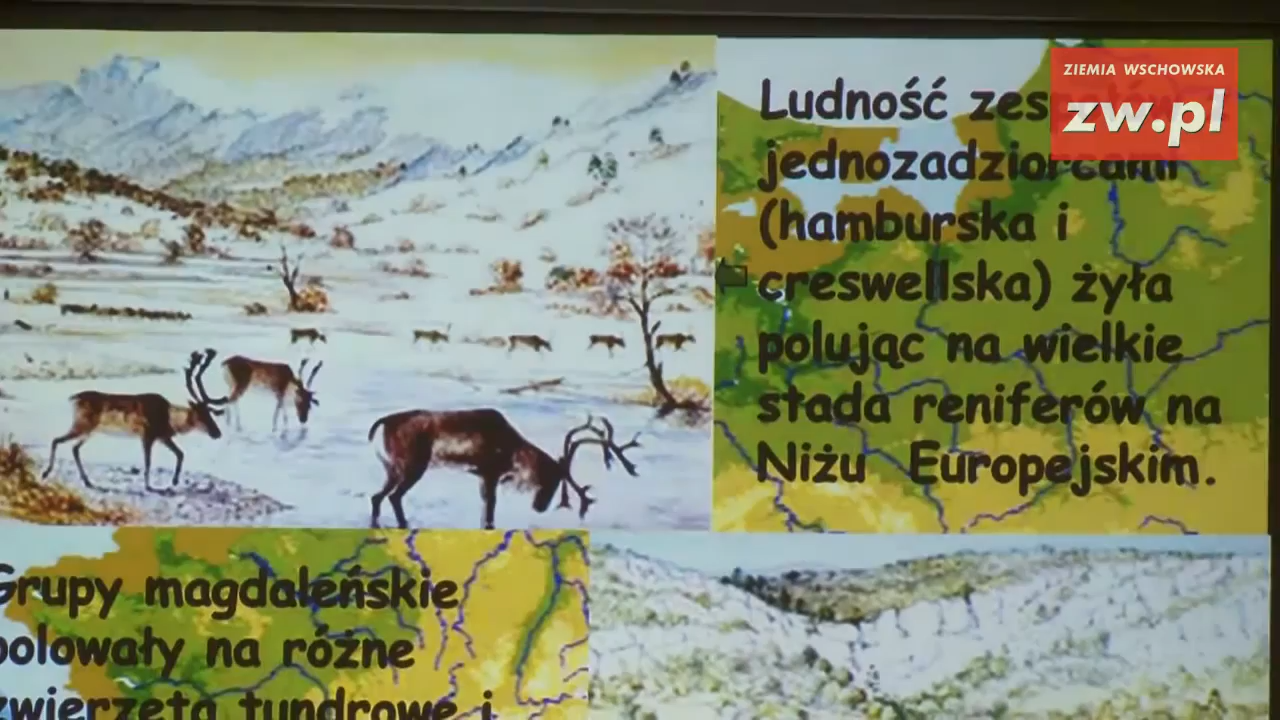 ZIEMIA WSCHOWSKA
zw.pl
Ludność
jednozadziorcami
(hamburska i
creswellska) żyła
polując na wielkie
stada reniferów na
Niżu Europejskim.
Grupy magdaleńskie
polowały na różne
zwierzęta tundrowe i